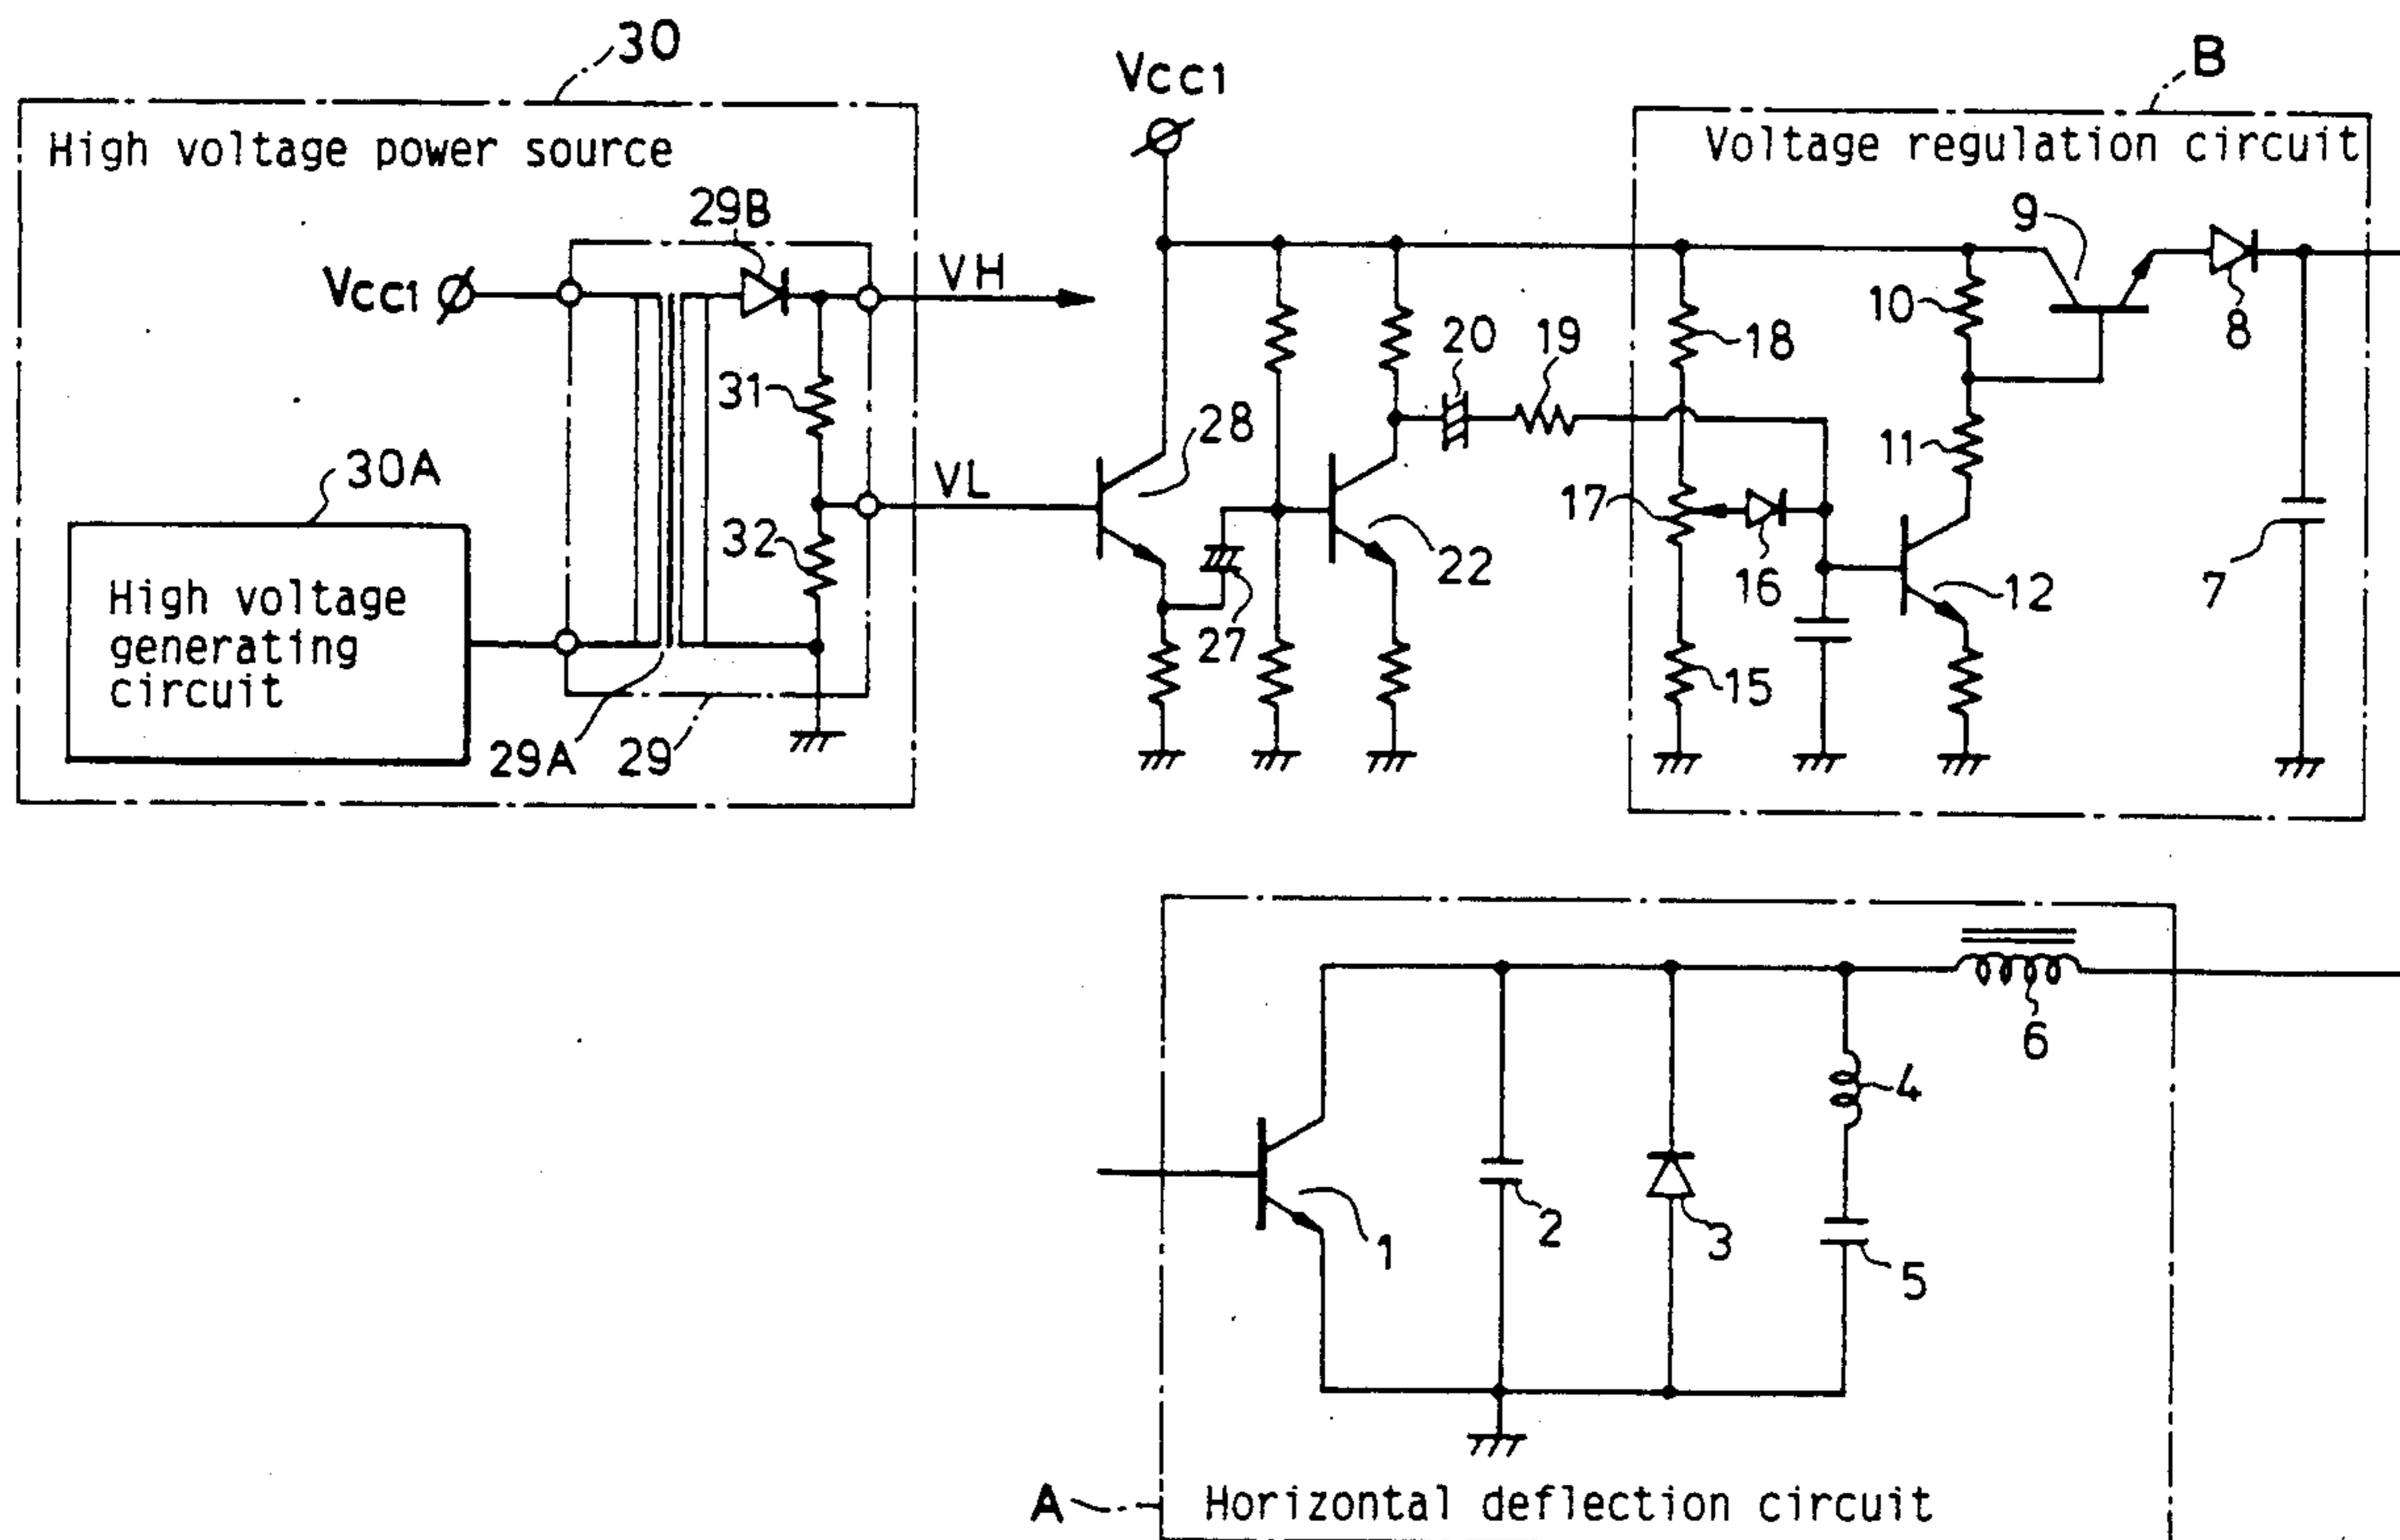 30
High voltage power source
29B
Vcc1
VH
31
VL
30A
32
High voltage
generating
circuit
29A
29
Vcc1
B
Voltage regulation circuit
9
10
8
18
20
19
28
11
17
22
16
12
7
27
15
6
4
1
2
3
5
A
Horizontal deflection circuit